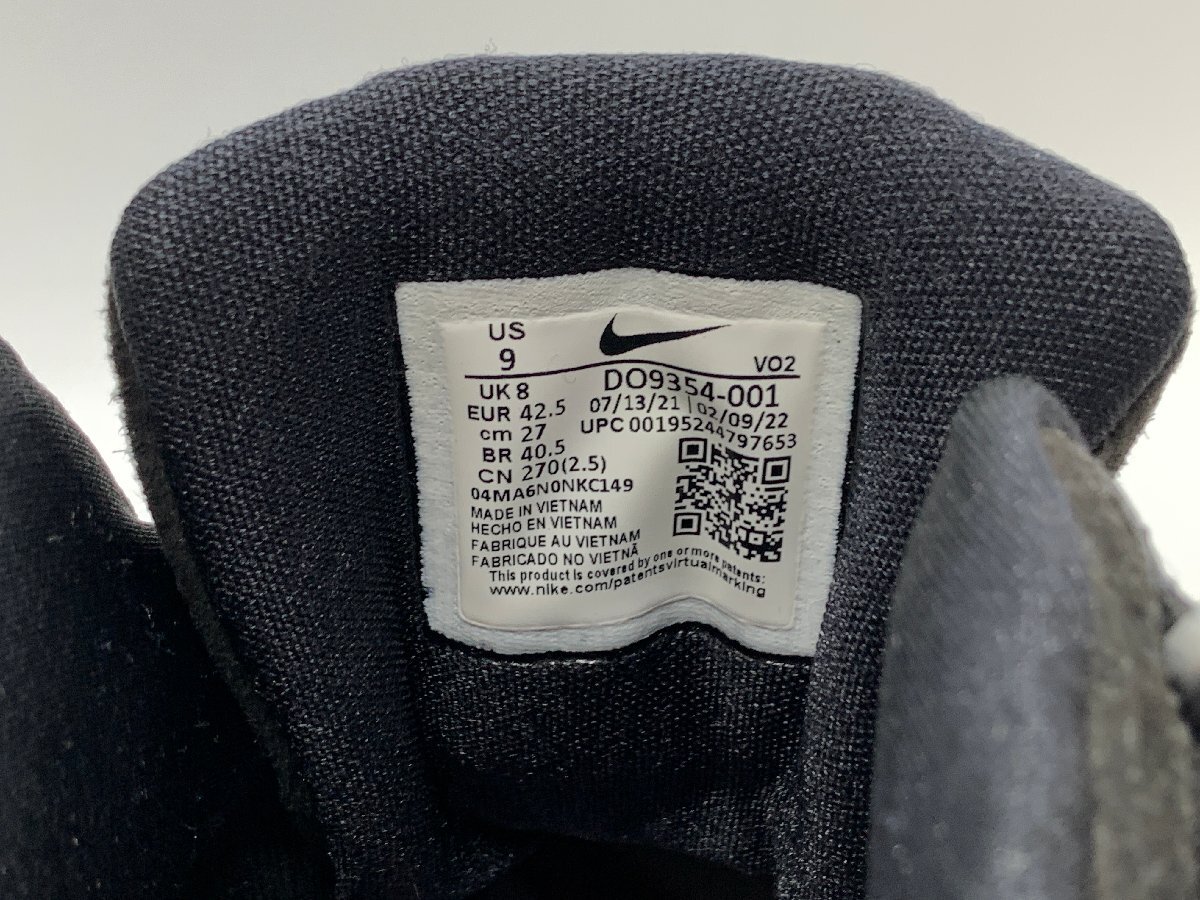 US
9
VO2
UK 8
EUR 42.5
cm 27
BR 40.5
CN 270(2.5)
DO9354-001
07/13/21 | 02/09/22
UPC 00195244797653
04MA6N0NKC149
MADE IN VIETNAM
HECHO EN VIETNAM
FABRIQUE AU VIETNAM
FABRICADO NO VIETNÃ
This product is covered by one or more patents:
www.nike.com/patentsvirtualmarking